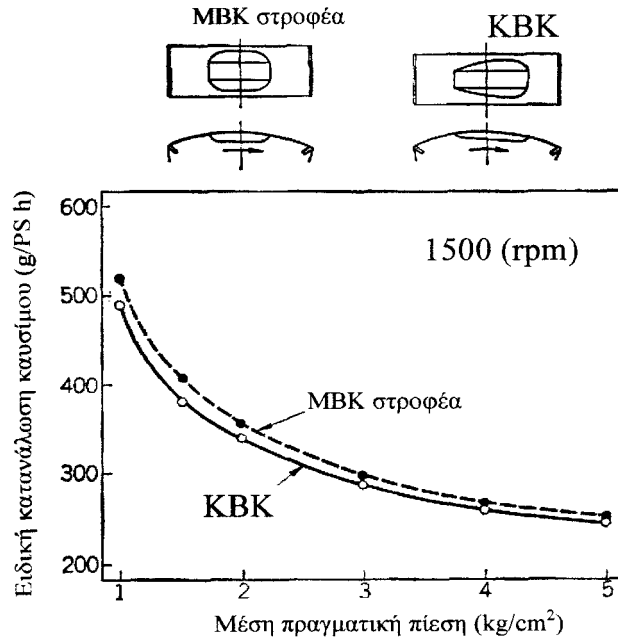 ΜΒΚ στροφέα
ΚΒΚ
Ειδική κατανάλωση καυσίμου (g/PS h)
600
500
400
300
200
1500 (rpm)
ΜΒΚ στροφέα
ΚΒΚ
1 2 3 4 5
Μέση πραγματική πίεση (kg/cm²)